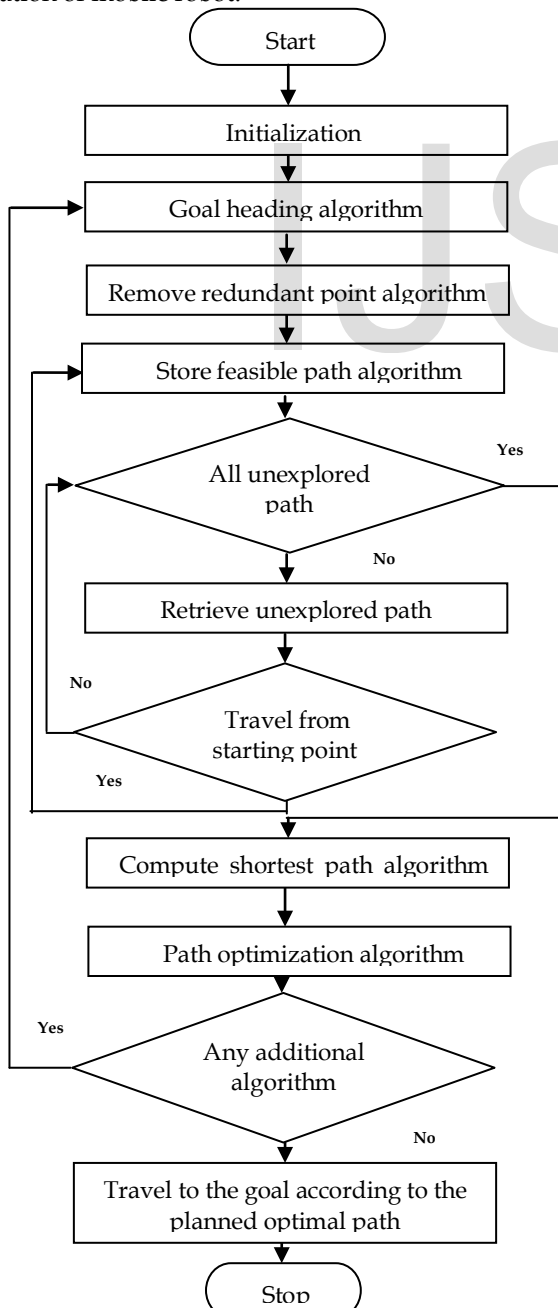 Start
Initialization
Goal heading algorithm
Remove redundant point algorithm
Store feasible path algorithm
Yes
All unexplored
path
No
Retrieve unexplored path
No
Travel from
starting point
Yes
Compute shortest path algorithm
Path optimization algorithm
Yes
Any additional
algorithm
No
Travel to the goal according to the
planned optimal path
Stop
IJS